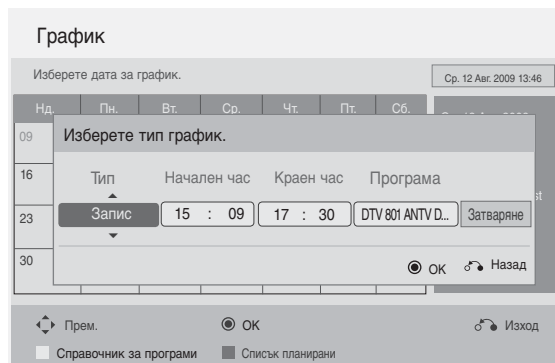 График
Изберете дата за график.
Ср. 12 Авг. 2009 13:46
Нд. Пн. Вт. Ср. Чт. Пт. Сб.
09
Изберете тип график.
16
Тип Начален час Краен час Програма
23
Запис 15 : 09 17 : 30 DTV 801 ANTV D... Затваряне
30
OK Назад
Прем. OK Изход
Справочник за програми Списък планирани